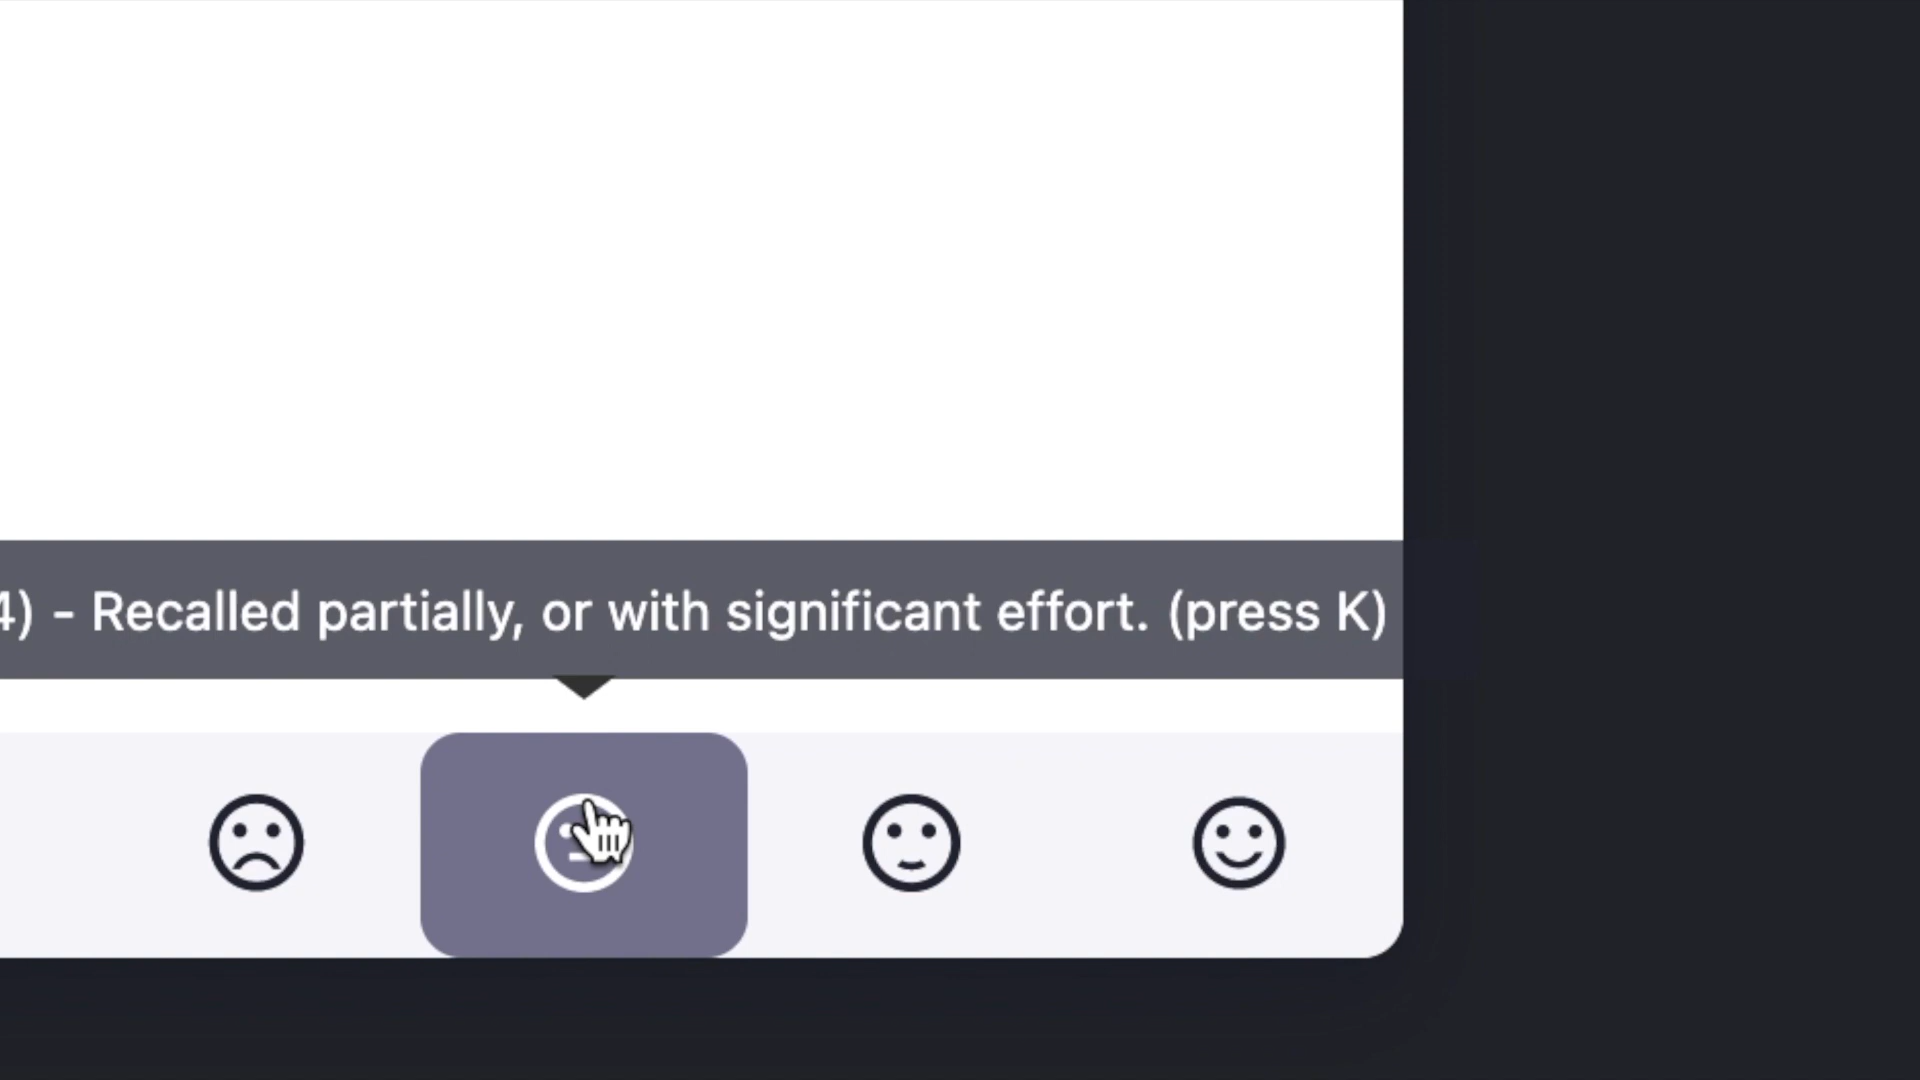 4) - Recalled partially, or with significant effort. (press K)